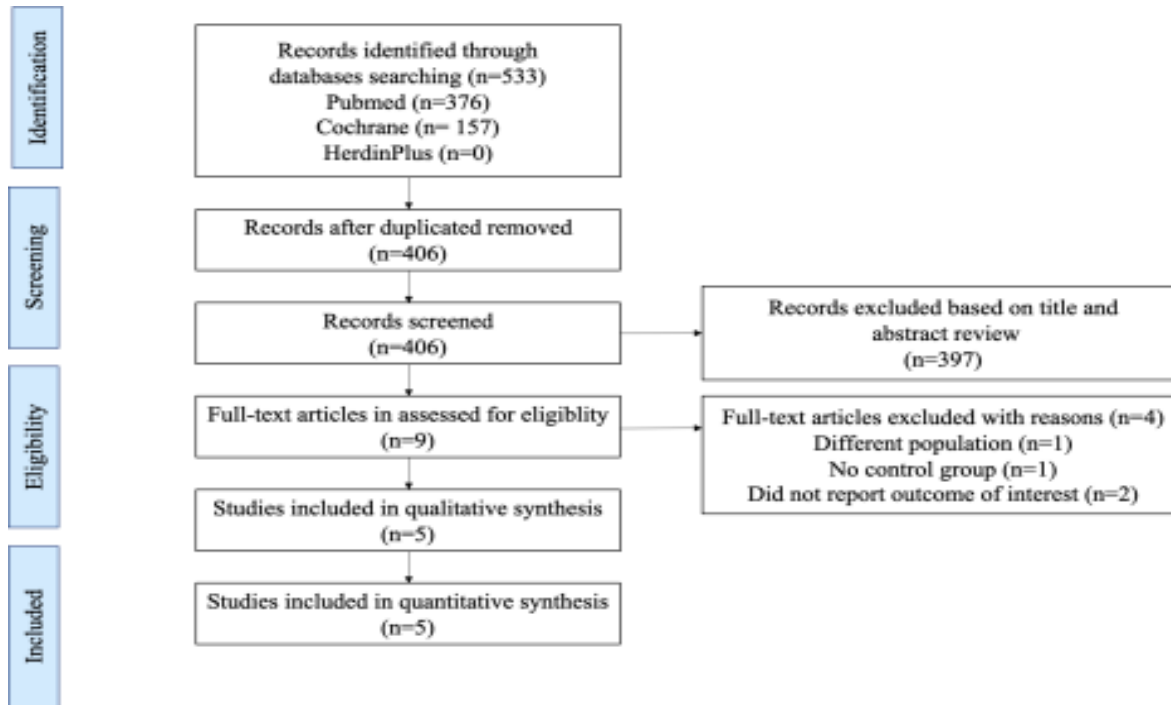 Identification
Records identified through
databases searching (n=533)
Pubmed (n=376)
Cochrane (n= 157)
HerdinPlus (n=0)
Screening
Records after duplicated removed
(n=406)
Records screened
(n=406)
Records excluded based on title and
abstract review
(n=397)
Eligibility
Full-text articles in assessed for eligiblity
(n=9)
Full-text articles excluded with reasons (n=4)
Different population (n=1)
No control group (n=1)
Did not report outcome of interest (n=2)
Studies included in qualitative synthesis
(n=5)
Included
Studies included in quantitative synthesis
(n=5)